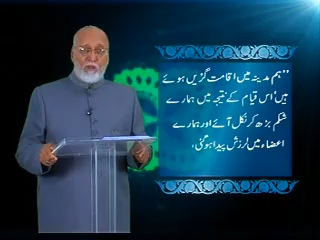 ”ہم مدینہ میں اقامت گزیں ہوئے
ہیں‘ اس قیام کے نتیجہ میں ہمارے
شکم بڑھ کر نکل آئے اور ہمارے
اعضاء میں لرزش پیدا ہوگئی،